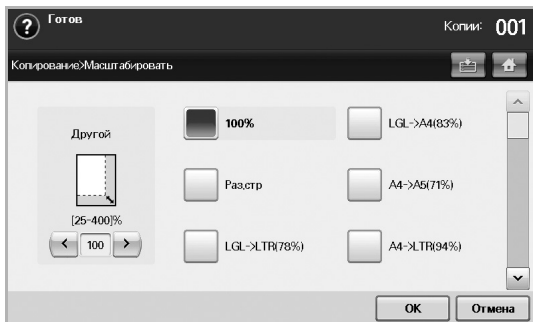 ? Готов
Копии: 001
Копирование>Масштабировать
Другой
[25-400]%
< 100 >
100%
LGL->A4(83%)
Раз,стр
A4->A5(71%)
LGL->LTR(78%)
A4->LTR(94%)
OK
Отмена